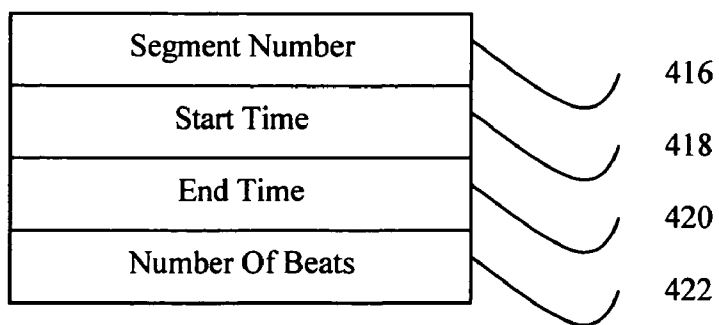 Segment Number
416
Start Time
418
End Time
420
Number Of Beats
422